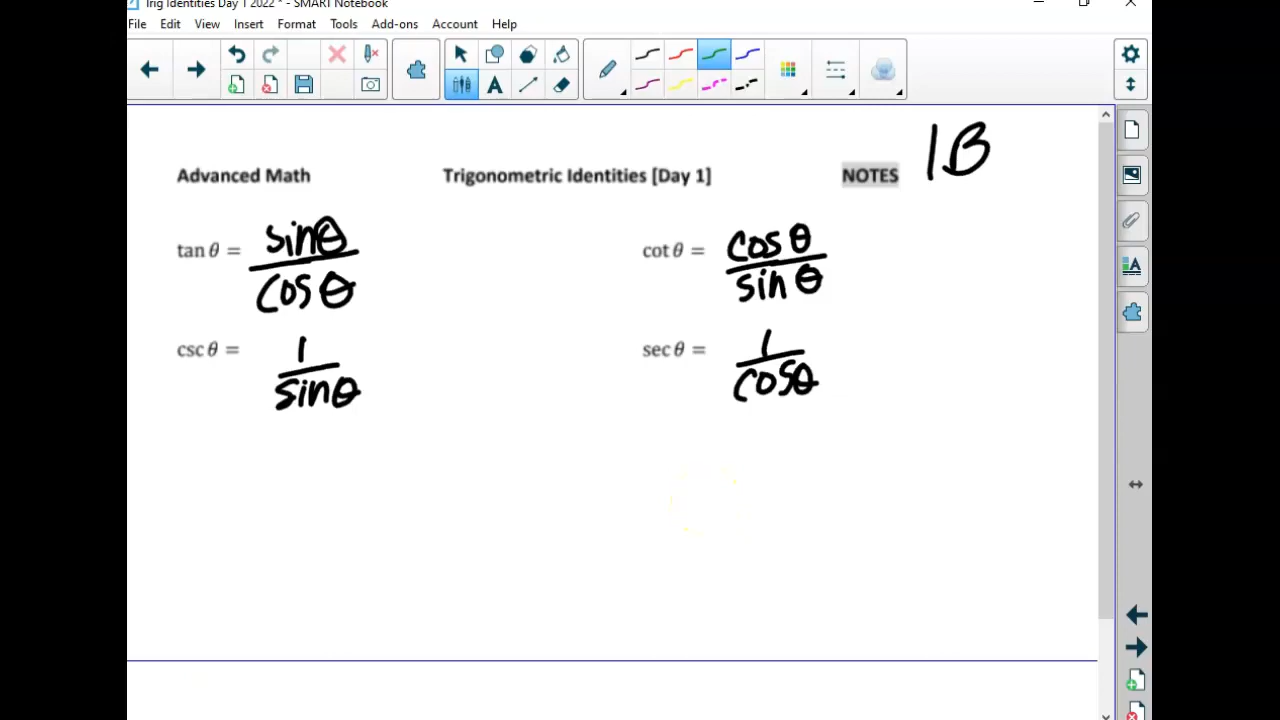 Trig Identities Day 1 2022 * - SMART Notebook
File Edit View Insert Format Tools Add-ons Account Help
1B
Advanced Math Trigonometric Identities [Day 1] NOTES
tan θ = sinθ / cosθ cot θ = cosθ / sinθ
csc θ = 1 / sinθ sec θ = 1 / cosθ